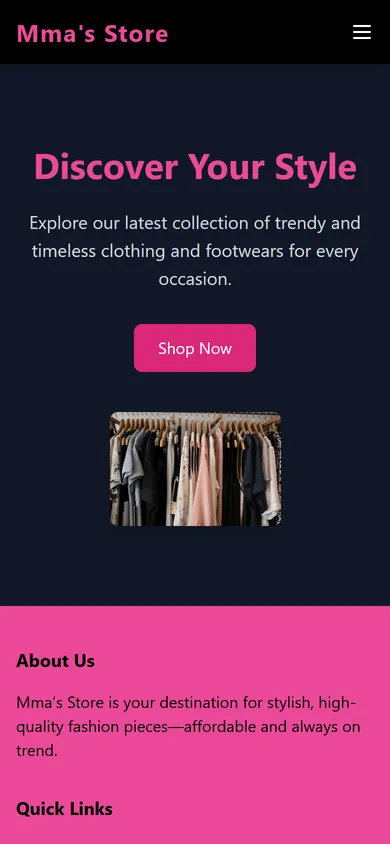 Mma's Store
Discover Your Style
Explore our latest collection of trendy and
timeless clothing and footwears for every
occasion.
Shop Now
About Us
Mma's Store is your destination for stylish, high-
quality fashion pieces—affordable and always on
trend.
Quick Links